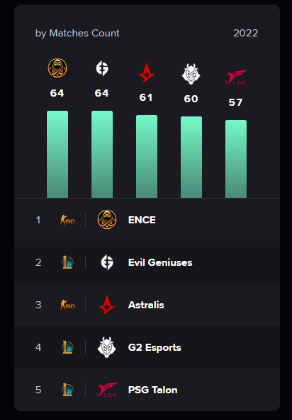 by Matches Count 2022
64 64 61 60 57
1 ENCE
2 Evil Geniuses
3 Astralis
4 G2 Esports
5 PSG Talon